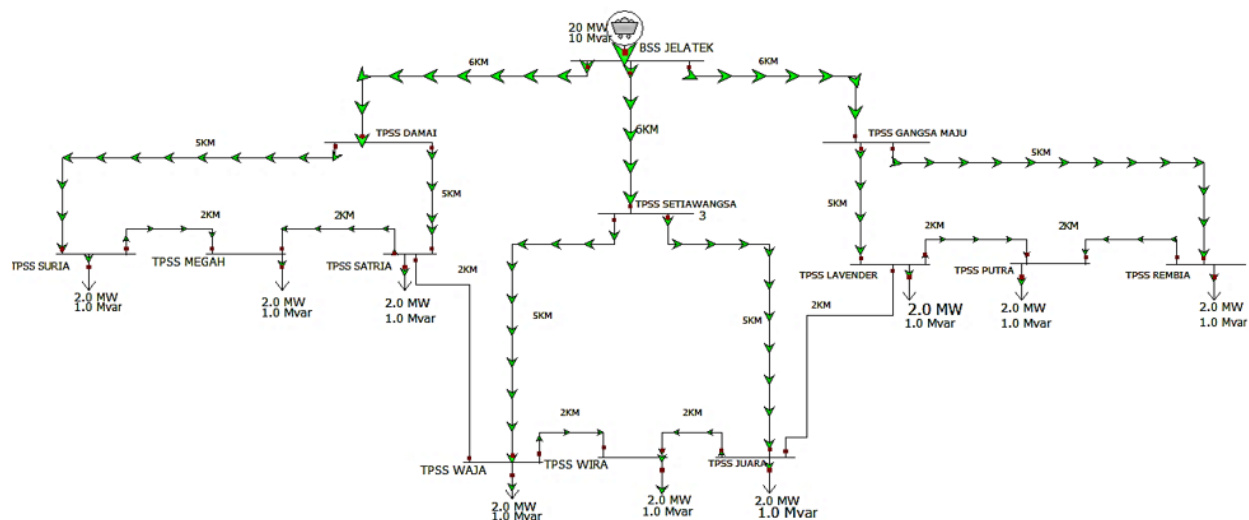 20 MW
10 Mvar
BSS JELATEK
6KM
6KM
6KM
TPSS DAMAI
TPSS GANGSA MAJU
5KM
5KM
5KM
5KM
TPSS SETIAWANGSA
3
2KM
2KM
2KM
2KM
TPSS SURIA
TPSS MEGAH
TPSS SATRIA
2KM
TPSS LAVENDER
TPSS PUTRA
TPSS REMBIA
2KM
2.0 MW
1.0 Mvar
2.0 MW
1.0 Mvar
2.0 MW
1.0 Mvar
2.0 MW
1.0 Mvar
2.0 MW
1.0 Mvar
2.0 MW
1.0 Mvar
5KM
5KM
2KM
2KM
TPSS WAJA
TPSS WIRA
TPSS JUARA
2.0 MW
1.0 Mvar
2.0 MW
1.0 Mvar
2.0 MW
1.0 Mvar